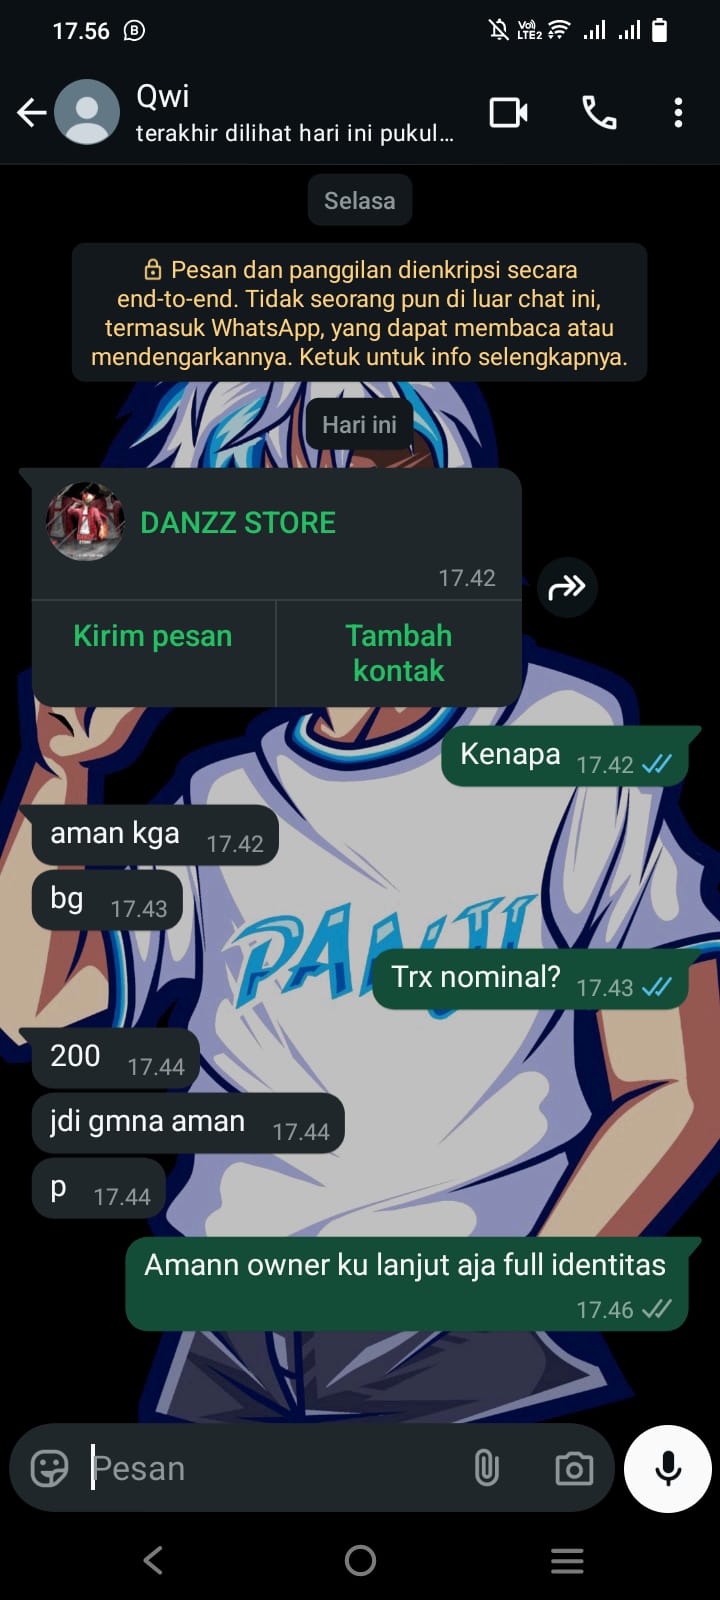 17.56
Vo)
LTE2
Qwi
terakhir dilihat hari ini pukul...
Selasa
Pesan dan panggilan dienkripsi secara
end-to-end. Tidak seorang pun di luar chat ini,
termasuk WhatsApp, yang dapat membaca atau
mendengarkannya. Ketuk untuk info selengkapnya.
Hari ini
DANZZ STORE
17.42
Kirim pesan
Tambah
kontak
Kenapa 17.42
aman kga 17.42
bg 17.43
Trx nominal? 17.43
200 17.44
jdi gmna aman 17.44
p 17.44
Amann owner ku lanjut aja full identitas
17.46
Pesan